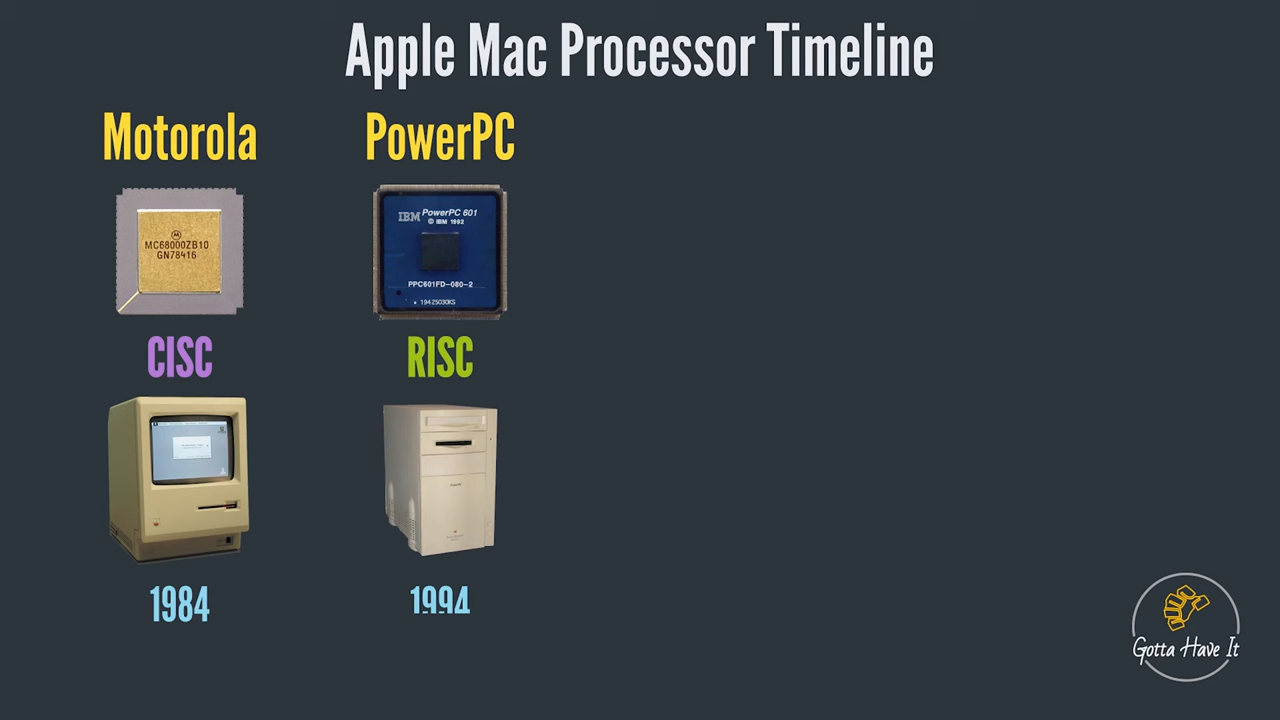 Apple Mac Processor Timeline
Motorola
PowerPC
MC68000ZB10
GN78416
IBM PowerPC 601
© IBM 1992
PPC601FD-080-2
CISC
RISC
1984
1994
Gotta Have It